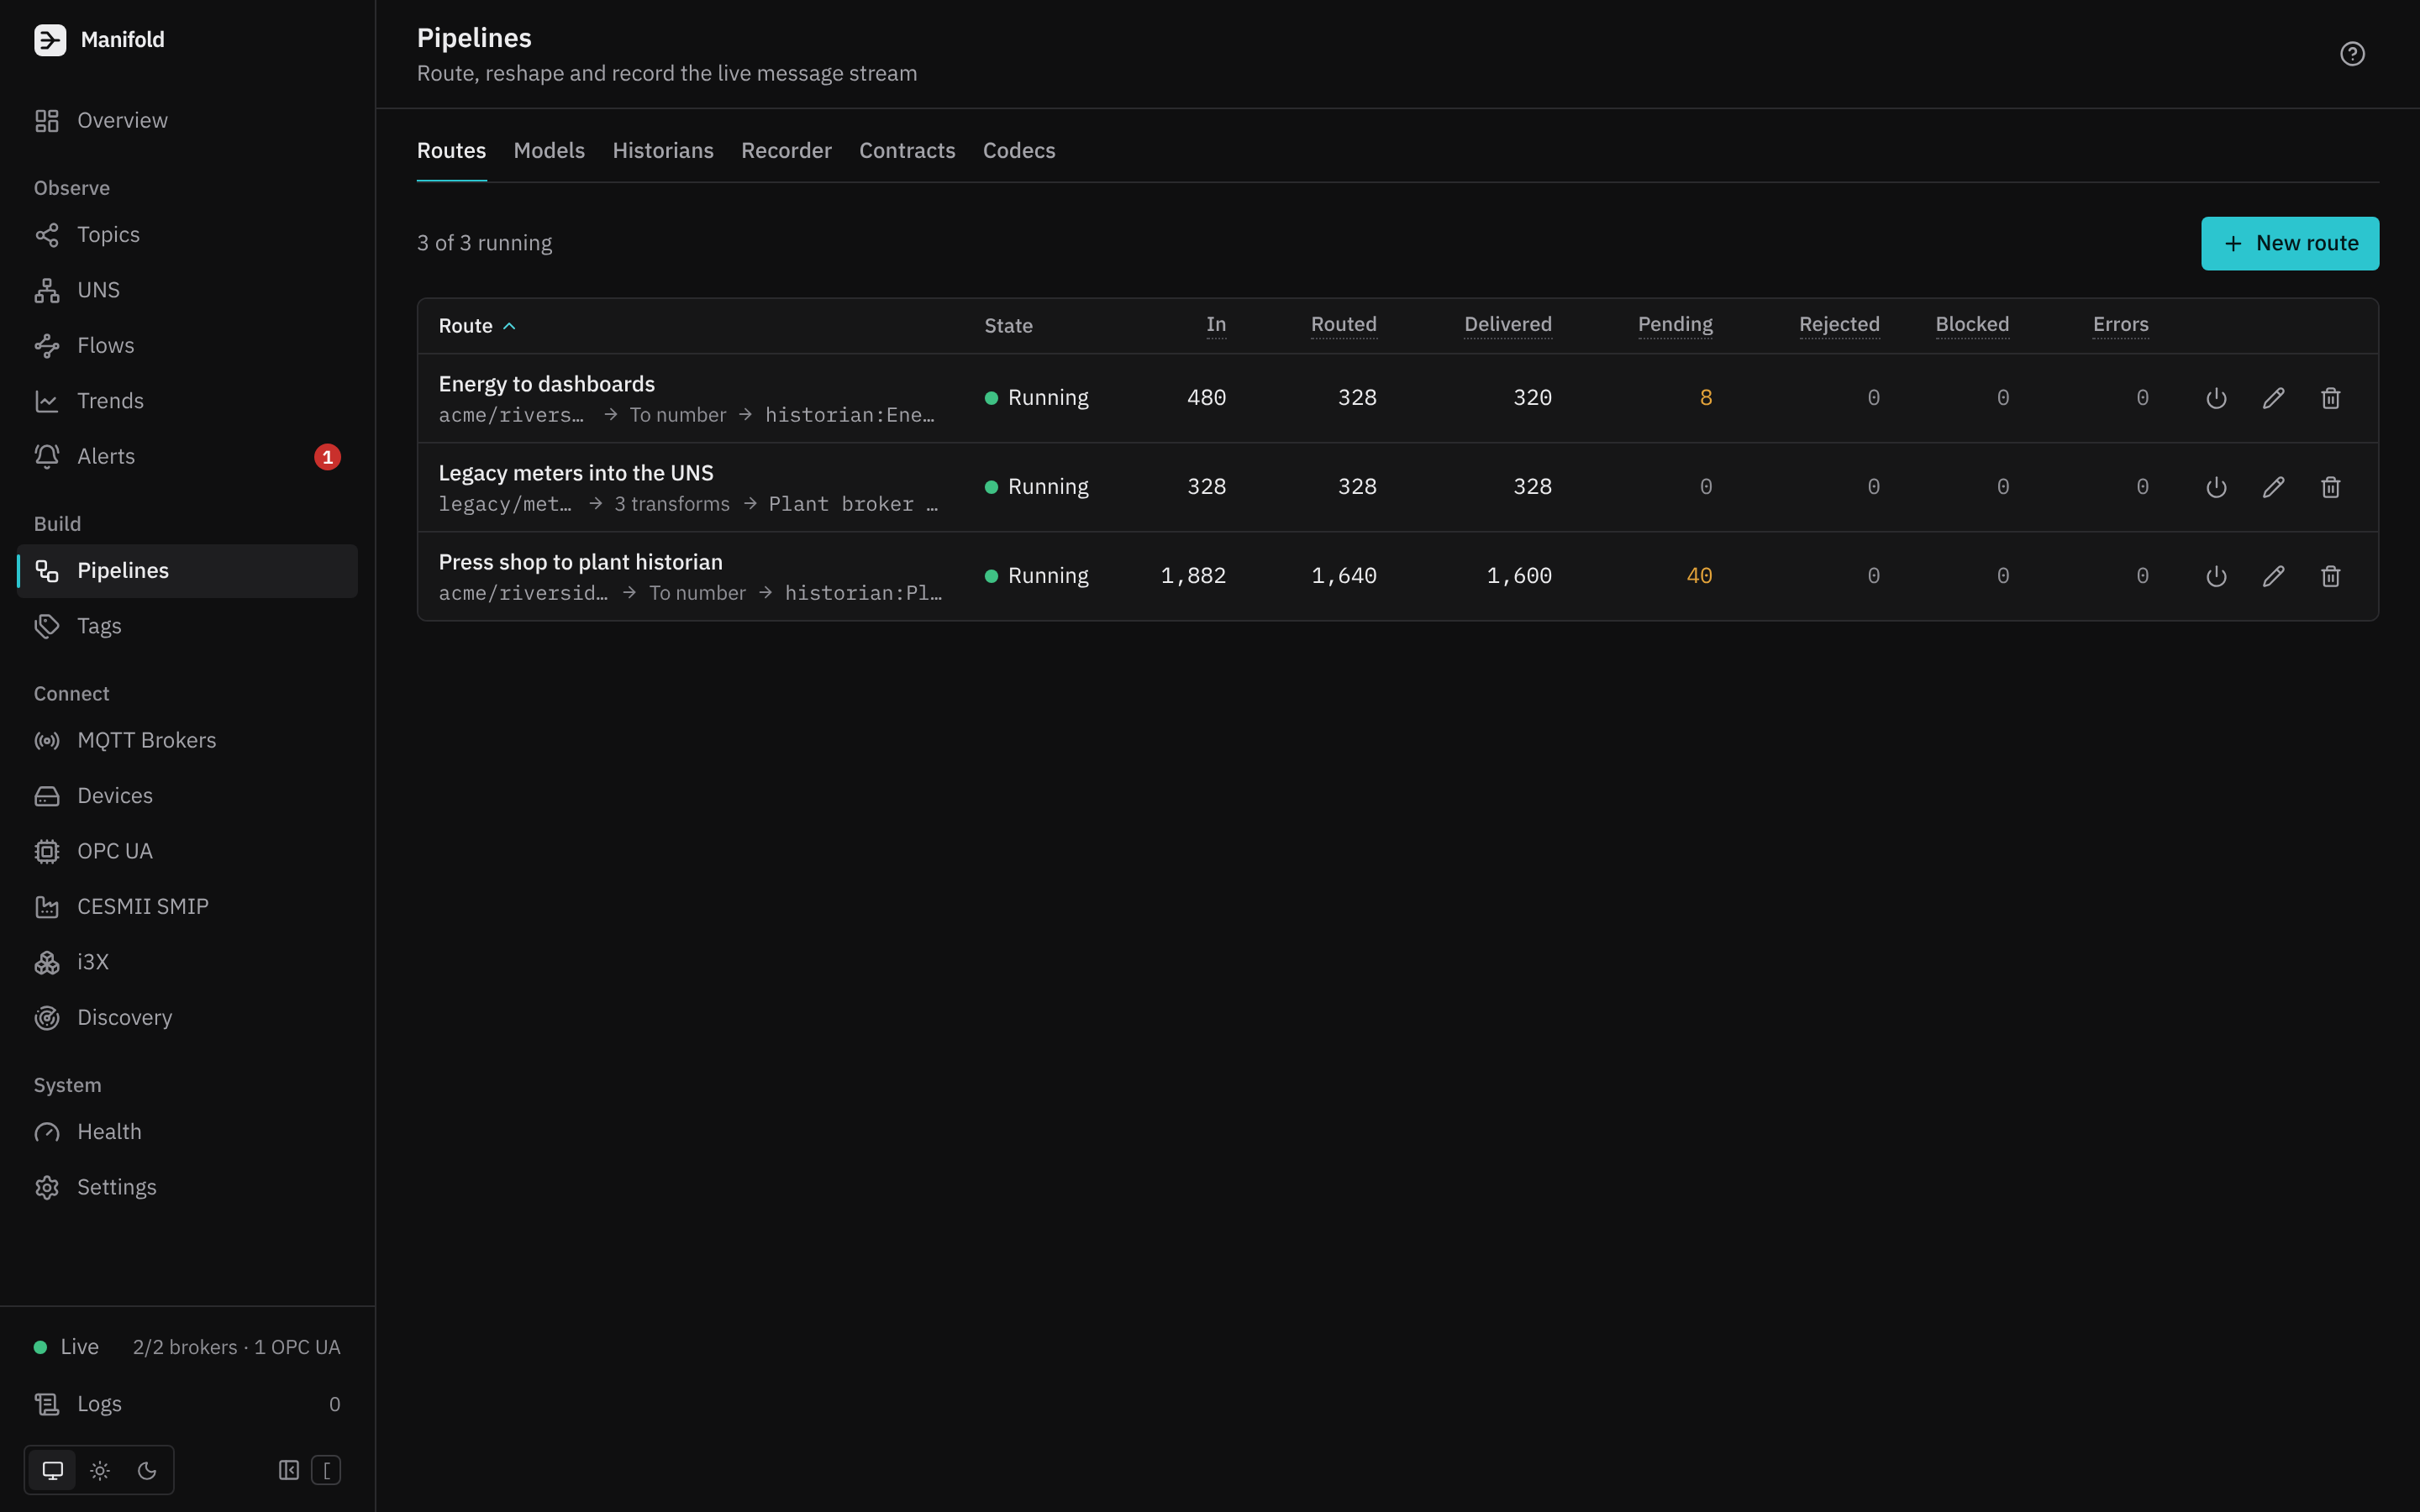 Manifold
Overview
Observe
Topics
UNS
Flows
Trends
Alerts 1
Build
Pipelines
Tags
Connect
MQTT Brokers
Devices
OPC UA
CESMII SMIP
i3X
Discovery
System
Health
Settings
Live 2/2 brokers · 1 OPC UA
Logs 0
[
Pipelines
Route, reshape and record the live message stream
Routes Models Historians Recorder Contracts Codecs
3 of 3 running
+ New route
Route State In Routed Delivered Pending Rejected Blocked Errors
Energy to dashboards
acme/rivers… → To number → historian:Ene…
Running 480 328 320 8 0 0 0
Legacy meters into the UNS
legacy/met… → 3 transforms → Plant broker …
Running 328 328 328 0 0 0 0
Press shop to plant historian
acme/riversid… → To number → historian:Pl…
Running 1,882 1,640 1,600 40 0 0 0